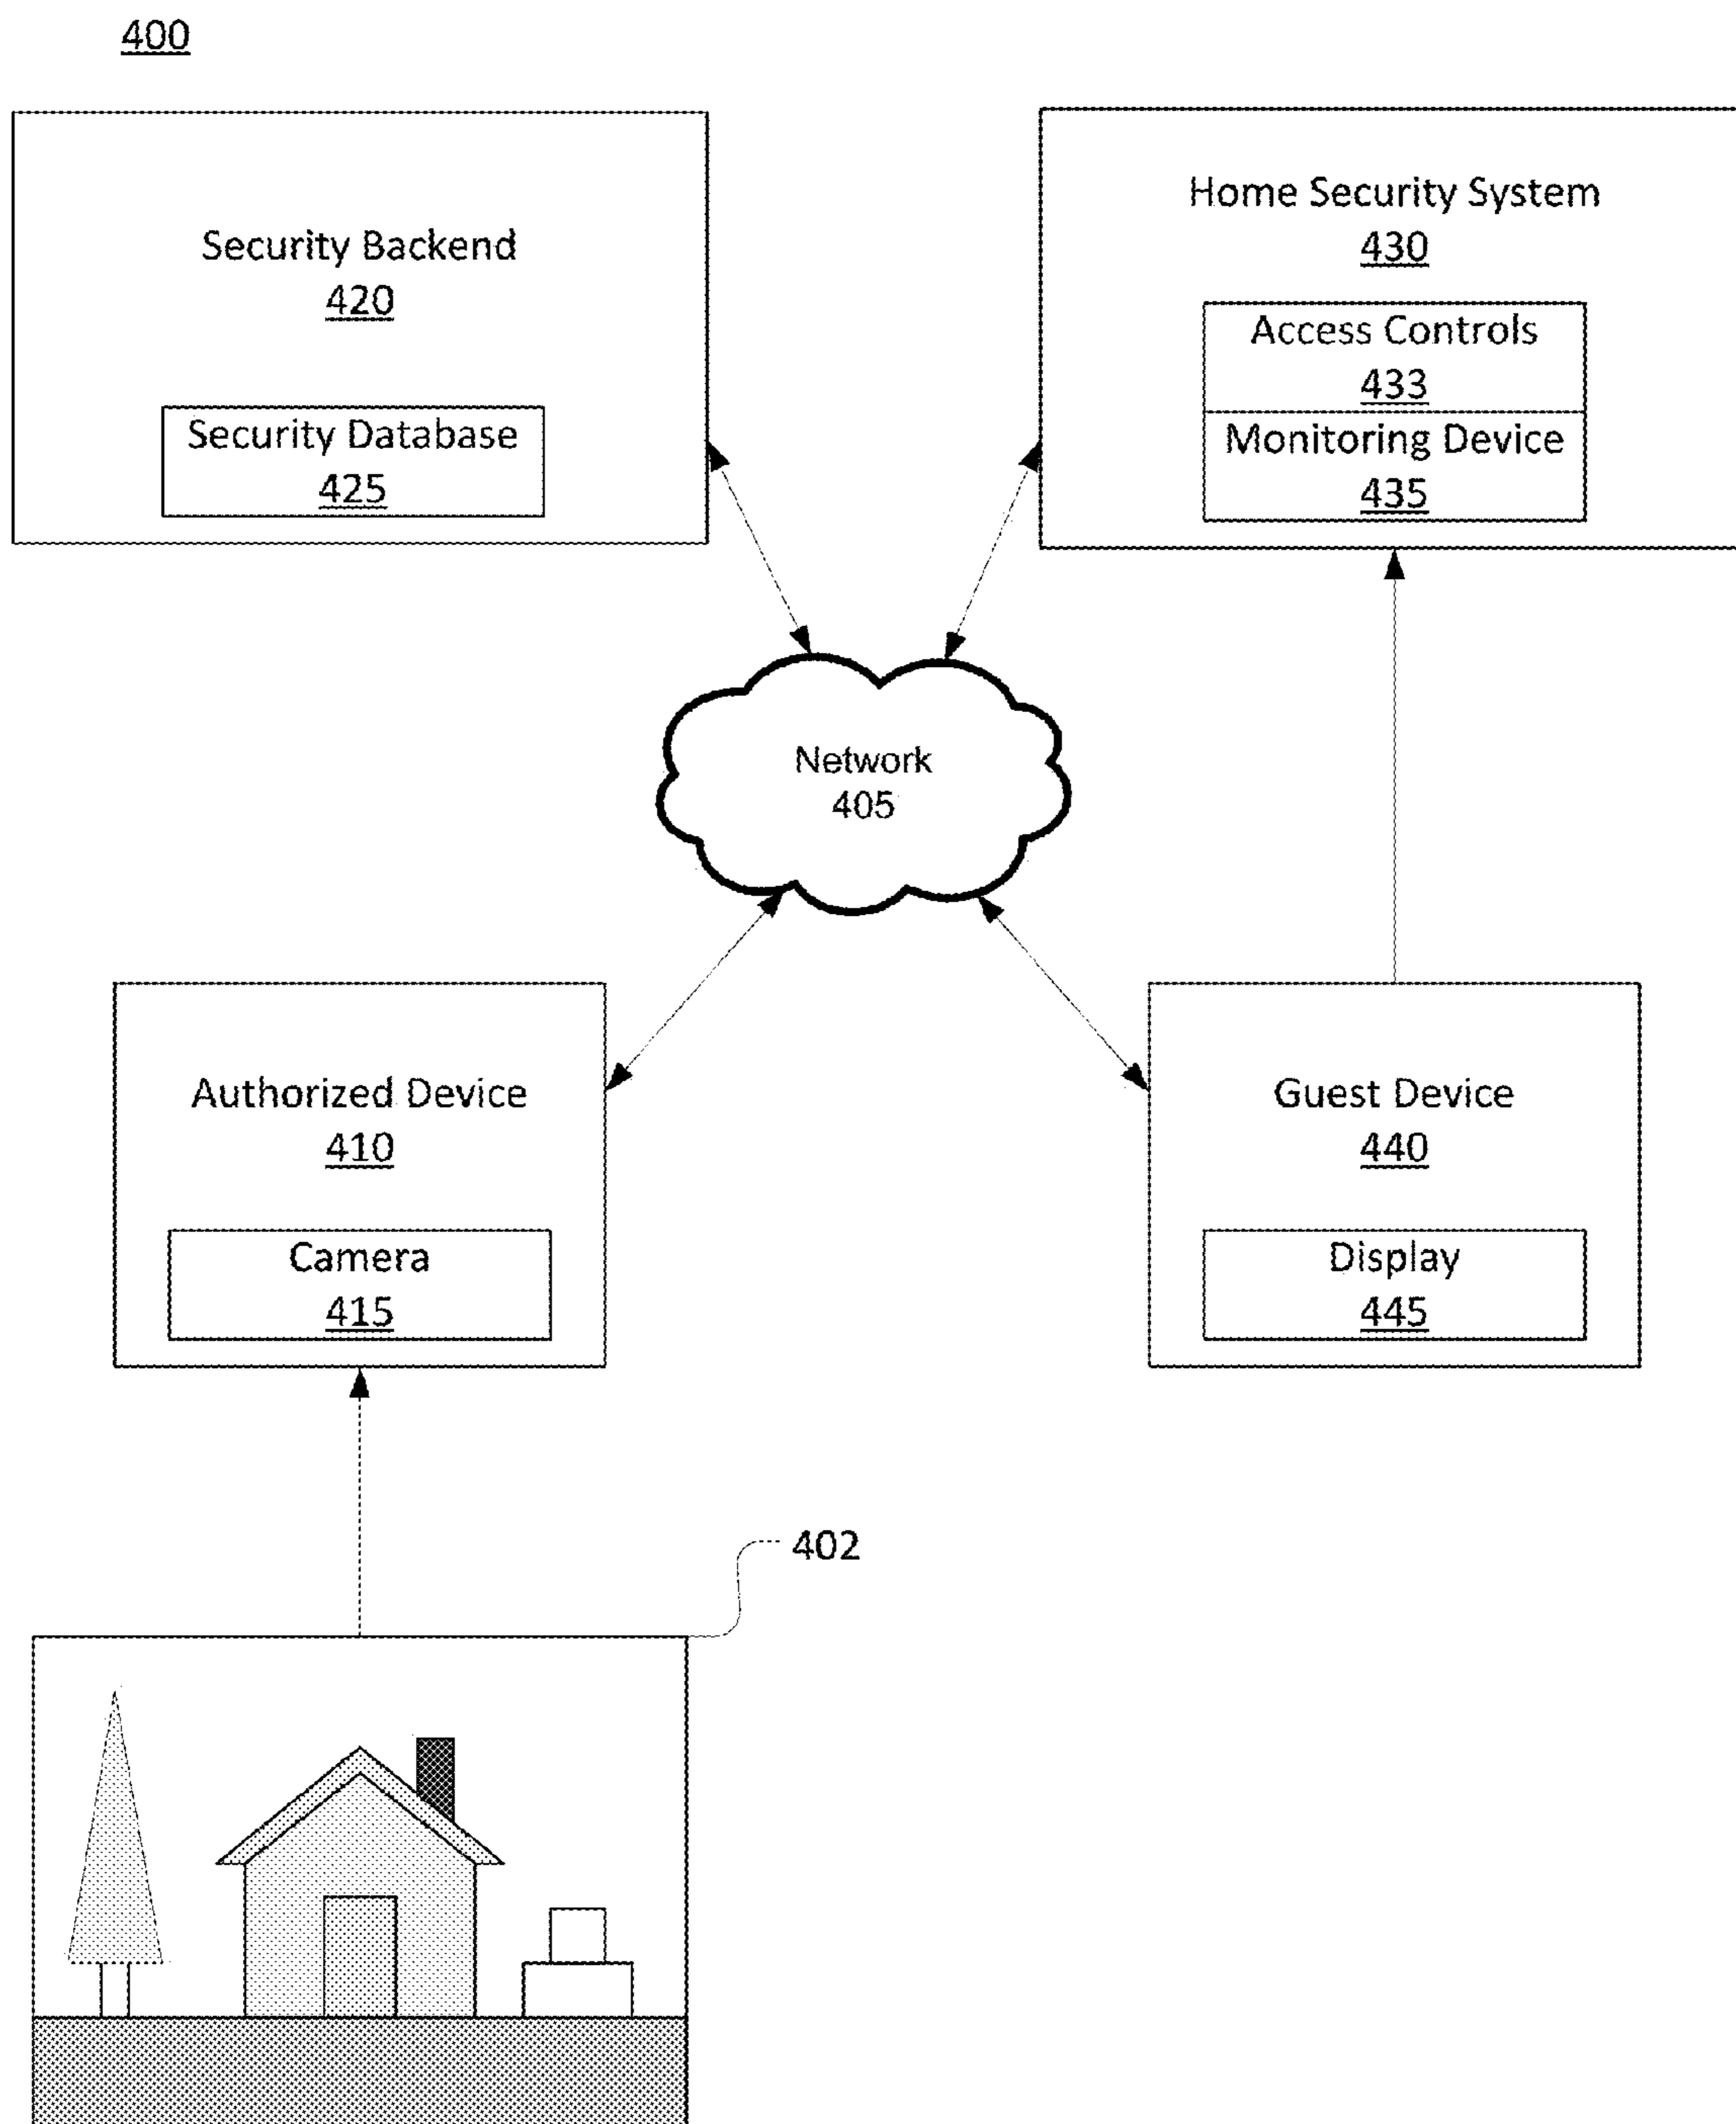 400
Security Backend
420
Security Database
425
Home Security System
430
Access Controls
433
Monitoring Device
435
Network
405
Authorized Device
410
Camera
415
Guest Device
440
Display
445
402